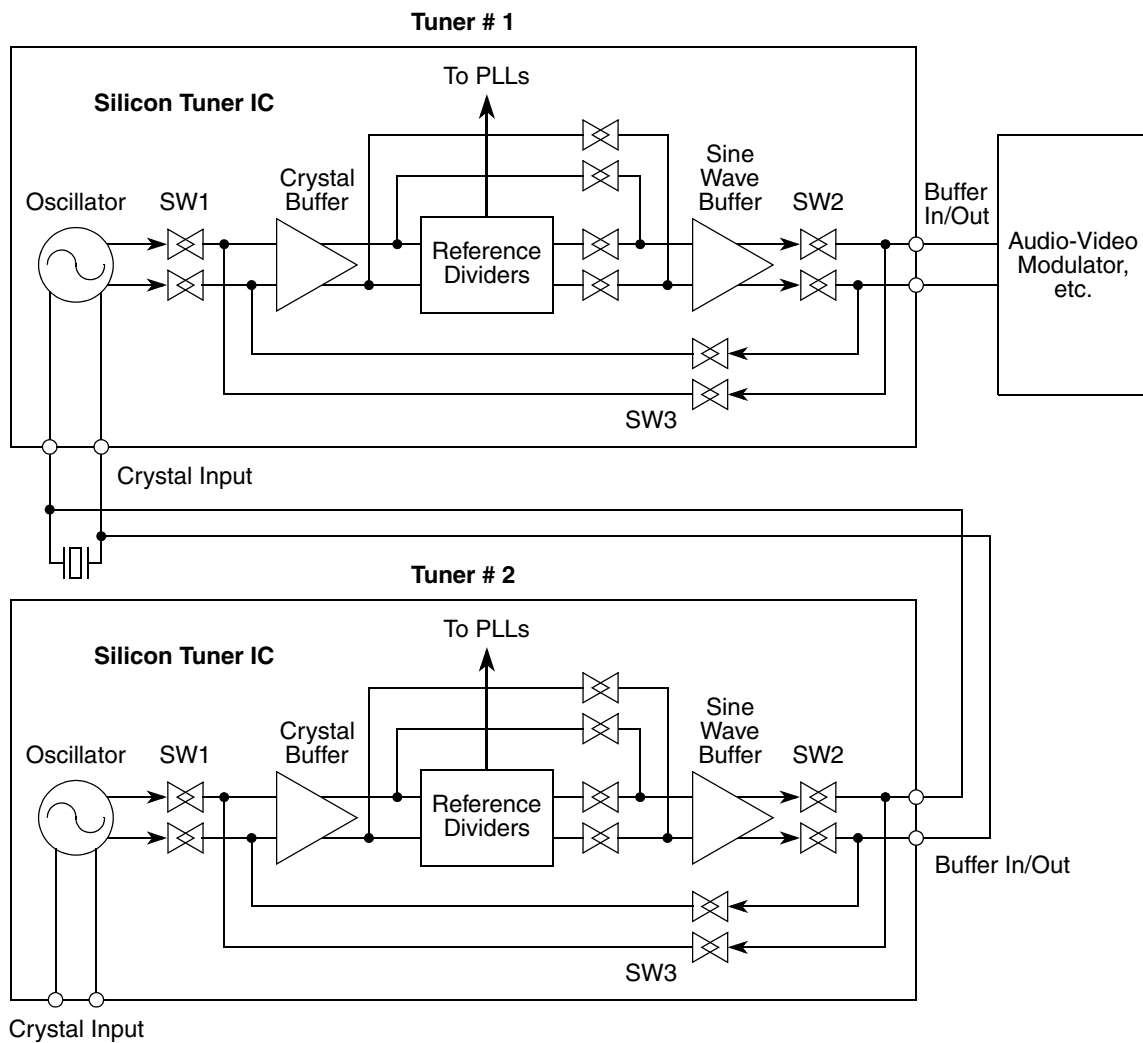 Tuner # 1
To PLLs
Silicon Tuner IC
Oscillator
SW1
Crystal
Buffer
Reference
Dividers
Sine
Wave
Buffer
SW2
Buffer
In/Out
Audio-Video
Modulator,
etc.
SW3
Crystal Input
Tuner # 2
To PLLs
Silicon Tuner IC
Oscillator
SW1
Crystal
Buffer
Reference
Dividers
Sine
Wave
Buffer
SW2
Buffer In/Out
SW3
Crystal Input